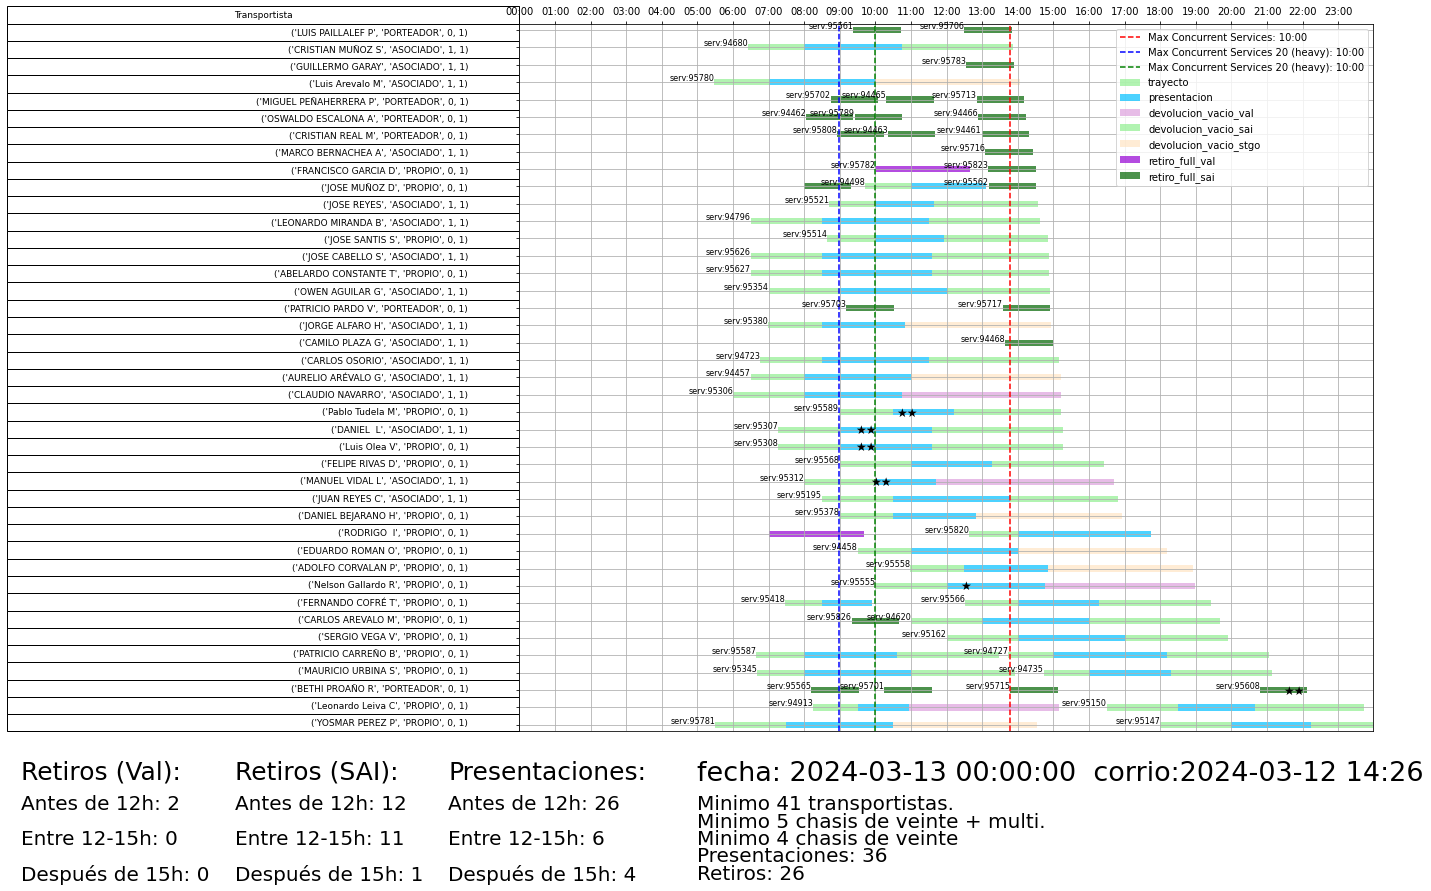 Transportista
00:00 01:00 02:00 03:00 04:00 05:00 06:00 07:00 08:00 09:00 10:00 11:00 12:00 13:00 14:00 15:00 16:00 17:00 18:00 19:00 20:00 21:00 22:00 23:00
('LUIS PAILLALEF P', 'PORTEADOR', 0, 1) serv:95561 serv:95706
('CRISTIAN MUÑOZ S', 'ASOCIADO', 1, 1) serv:94680
('GUILLERMO GARAY', 'ASOCIADO', 1, 1) serv:95783
('Luis Arevalo M', 'ASOCIADO', 1, 1) serv:95780
('MIGUEL PEÑAHERRERA P', 'PORTEADOR', 0, 1) serv:95702 serv:94465 serv:95713
('OSWALDO ESCALONA A', 'PORTEADOR', 0, 1) serv:94462 serv:95789 serv:94466
('CRISTIAN REAL M', 'PORTEADOR', 0, 1) serv:95808 serv:94463 serv:94461
('MARCO BERNACHEA A', 'ASOCIADO', 1, 1) serv:95716
('FRANCISCO GARCIA D', 'PROPIO', 0, 1) serv:95782 serv:95823
('JOSE MUÑOZ D', 'PROPIO', 0, 1) serv:94498 serv:95562
('JOSE REYES', 'ASOCIADO', 1, 1) serv:95521
('LEONARDO MIRANDA B', 'ASOCIADO', 1, 1) serv:94796
('JOSE SANTIS S', 'PROPIO', 0, 1) serv:95514
('JOSE CABELLO S', 'ASOCIADO', 1, 1) serv:95626
('ABELARDO CONSTANTE T', 'PROPIO', 0, 1) serv:95627
('OWEN AGUILAR G', 'ASOCIADO', 1, 1) serv:95354
('PATRICIO PARDO V', 'PORTEADOR', 0, 1) serv:95703 serv:95717
('JORGE ALFARO H', 'ASOCIADO', 1, 1) serv:95380
('CAMILO PLAZA G', 'ASOCIADO', 1, 1) serv:94468
('CARLOS OSORIO', 'ASOCIADO', 1, 1) serv:94723
('AURELIO ARÉVALO G', 'ASOCIADO', 1, 1) serv:94457
('CLAUDIO NAVARRO', 'ASOCIADO', 1, 1) serv:95306
('Pablo Tudela M', 'PROPIO', 0, 1) serv:95589
('DANIEL  L', 'ASOCIADO', 1, 1) serv:95307
('Luis Olea V', 'PROPIO', 0, 1) serv:95308
('FELIPE RIVAS D', 'PROPIO', 0, 1) serv:95568
('MANUEL VIDAL L', 'ASOCIADO', 1, 1) serv:95312
('JUAN REYES C', 'ASOCIADO', 1, 1) serv:95195
('DANIEL BEJARANO H', 'PROPIO', 0, 1) serv:95378
('RODRIGO  I', 'PROPIO', 0, 1) serv:95820
('EDUARDO ROMAN O', 'PROPIO', 0, 1) serv:94458
('ADOLFO CORVALAN P', 'PROPIO', 0, 1) serv:95558
('Nelson Gallardo R', 'PROPIO', 0, 1) serv:95555
('FERNANDO COFRÉ T', 'PROPIO', 0, 1) serv:95418 serv:95566
('CARLOS AREVALO M', 'PROPIO', 0, 1) serv:95826 serv:94620
('SERGIO VEGA V', 'PROPIO', 0, 1) serv:95162
('PATRICIO CARREÑO B', 'PROPIO', 0, 1) serv:95587 serv:94727
('MAURICIO URBINA S', 'PROPIO', 0, 1) serv:95345 serv:94735
('BETHI PROAÑO R', 'PORTEADOR', 0, 1) serv:95565 serv:95701 serv:95715 serv:95608
('Leonardo Leiva C', 'PROPIO', 0, 1) serv:94913 serv:95150
('YOSMAR PEREZ P', 'PROPIO', 0, 1) serv:95781 serv:95147
Max Concurrent Services: 10:00
Max Concurrent Services 20 (heavy): 10:00
Max Concurrent Services 20 (heavy): 10:00
trayecto
presentacion
devolucion_vacio_val
devolucion_vacio_sai
devolucion_vacio_stgo
retiro_full_val
retiro_full_sai
Retiros (Val):
Antes de 12h: 2
Entre 12-15h: 0
Después de 15h: 0
Retiros (SAI):
Antes de 12h: 12
Entre 12-15h: 11
Después de 15h: 1
Presentaciones:
Antes de 12h: 26
Entre 12-15h: 6
Después de 15h: 4
fecha: 2024-03-13 00:00:00  corrio:2024-03-12 14:26
Minimo 41 transportistas.
Minimo 5 chasis de veinte + multi.
Minimo 4 chasis de veinte
Presentaciones: 36
Retiros: 26